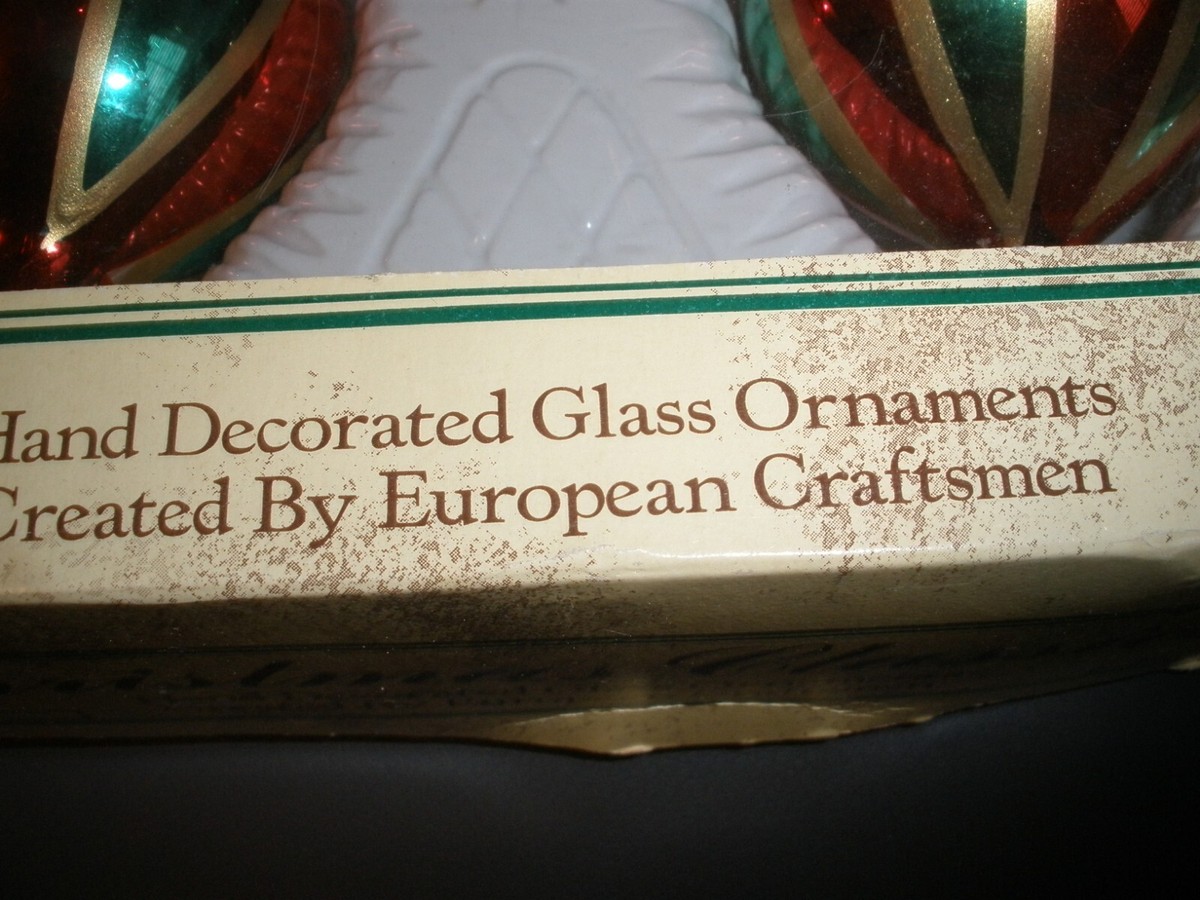 Hand Decorated Glass Ornaments
Created By European Craftsmen